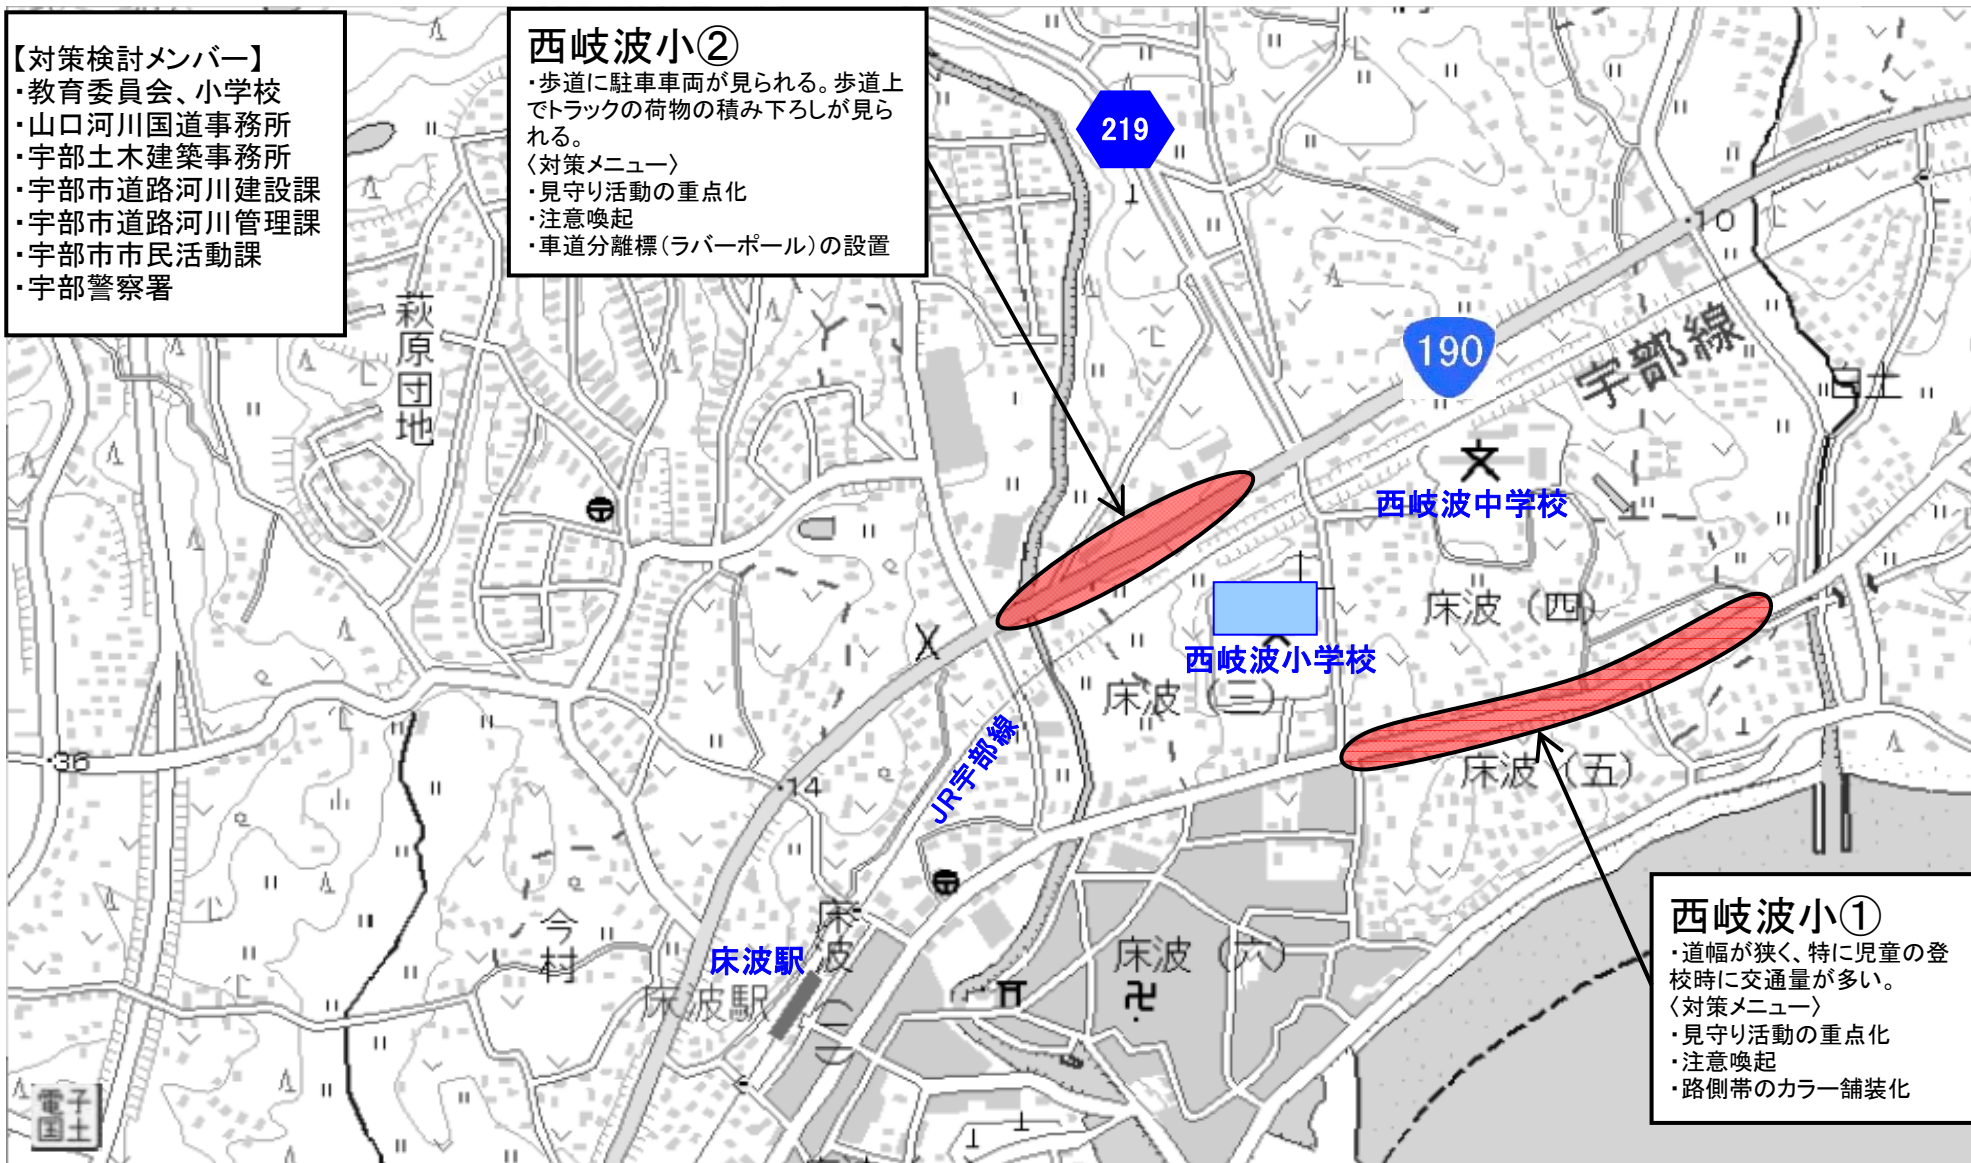 【対策検討メンバー】
・教育委員会、小学校
・山口河川国道事務所
・宇部土木建築事務所
・宇部市道路河川建設課
・宇部市道路河川管理課
・宇部市市民活動課
・宇部警察署
西岐波小②
・歩道に駐車車両が見られる。歩道上
でトラックの荷物の積み下ろしが見ら
れる。
〈対策メニュー〉
・見守り活動の重点化
・注意喚起
・車道分離標(ラバーポール)の設置
219
10
190
宇部線
萩原団地
西岐波中学校
床波（四）
西岐波小学校
床波（三）
JR宇部線
床波（五）
36
14
今村
床波
床波駅
床波駅
床波（六）
西岐波小①
・道幅が狭く、特に児童の登
校時に交通量が多い。
〈対策メニュー〉
・見守り活動の重点化
・注意喚起
・路側帯のカラー舗装化
電子
国土